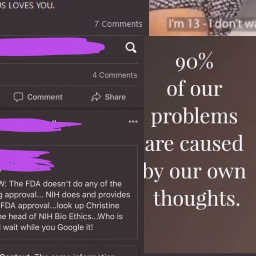 US LOVES YOU.
7 Comments
4 Comments
Comment
Share
W: The FDA doesn't do any of the
g approval... NIH does and provides
FDA approval...look up Christine
he head of NIH Bio Ethics...Who is
I wait while you Google it!
I'm 13 - I don't wa
90%
of our
problems
are caused
by our own
thoughts.